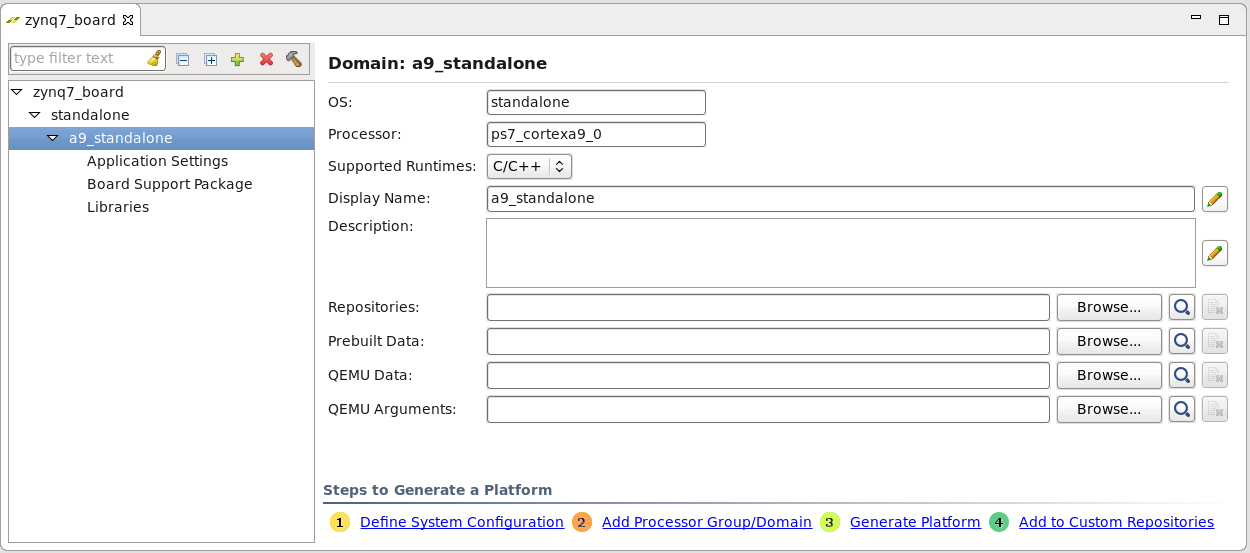 zynq7_board
type filter text
zynq7_board
standalone
a9_standalone
Application Settings
Board Support Package
Libraries
Domain: a9_standalone
OS: standalone
Processor: ps7_cortexa9_0
Supported Runtimes: C/C++
Display Name: a9_standalone
Description:
Repositories: Browse...
Prebuilt Data: Browse...
QEMU Data: Browse...
QEMU Arguments: Browse...
Steps to Generate a Platform
1 Define System Configuration 2 Add Processor Group/Domain 3 Generate Platform 4 Add to Custom Repositories